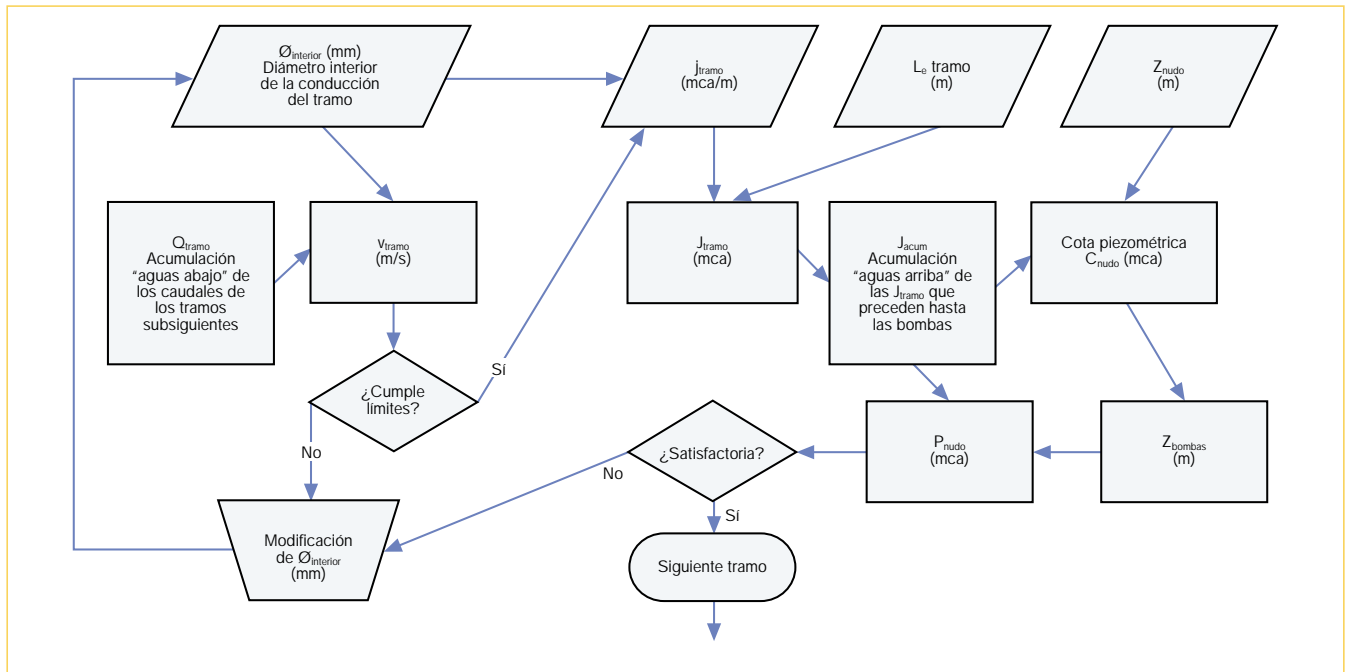 Øinterior (mm)
Diámetro interior
de la conducción
del tramo
jtramo
(mca/m)
Le tramo
(m)
Znudo
(m)
Qtramo
Acumulación
"aguas abajo" de
los caudales de
los tramos
subsiguientes
vtramo
(m/s)
Jtramo
(mca)
Jacum
Acumulación
"aguas arriba" de
las Jtramo que
preceden hasta
las bombas
Cota piezométrica
Cnudo (mca)
¿Cumple
límites?
Sí
No
¿Satisfactoria?
No
Sí
Pnudo
(mca)
Zbombas
(m)
Modificación
de Øinterior
(mm)
Siguiente tramo